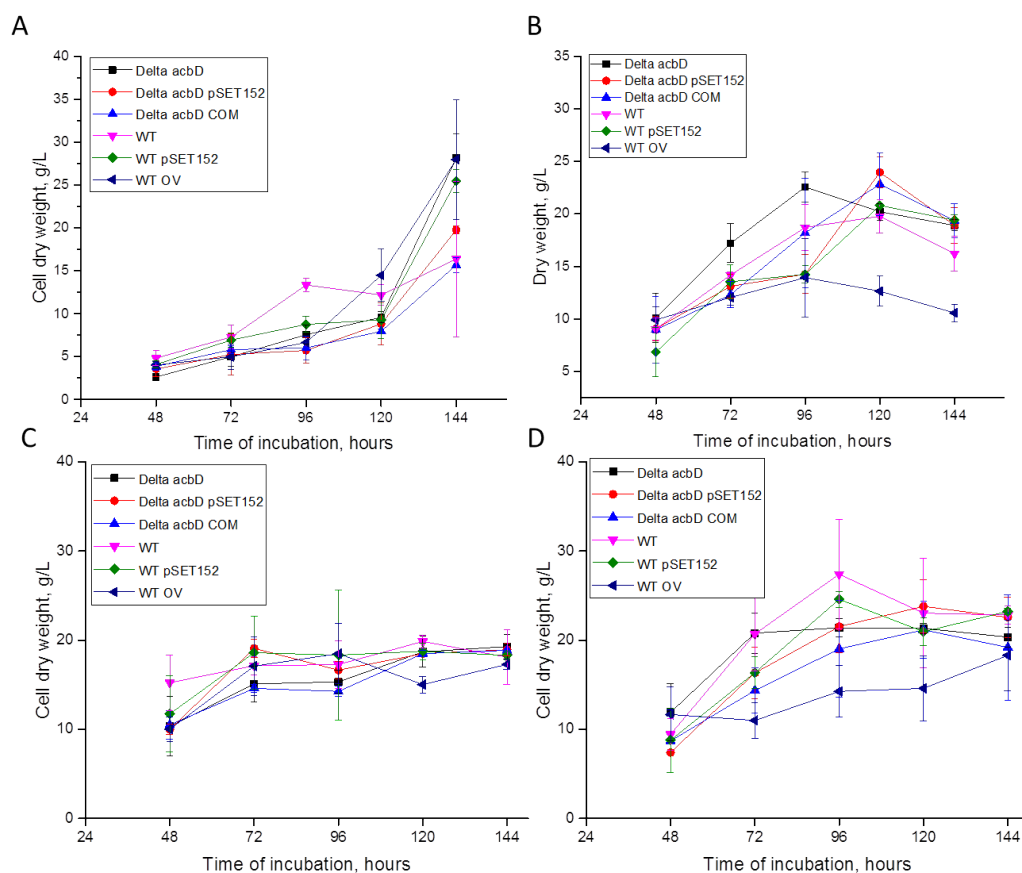 A
Cell dry weight, g/L
40
35
30
25
20
15
10
5
0
Delta acbD
Delta acbD pSET152
Delta acbD COM
WT
WT pSET152
WT OV
24
48
72
96
120
144
Time of incubation, hours
B
Dry weight, g/L
35
30
25
20
15
10
5
Delta acbD
Delta acbD pSET152
Delta acbD COM
WT
WT pSET152
WT OV
24
48
72
96
120
144
Time of incubation, hours
C
Cell dry weight, g/L
40
30
20
10
0
Delta acbD
Delta acbD pSET152
Delta acbD COM
WT
WT pSET152
WT OV
24
48
72
96
120
144
Time of incubation, hours
D
Cell dry weight, g/L
40
30
20
10
0
Delta acbD
Delta acbD pSET152
Delta acbD COM
WT
WT pSET152
WT OV
24
48
72
96
120
144
Time of incubation, hours